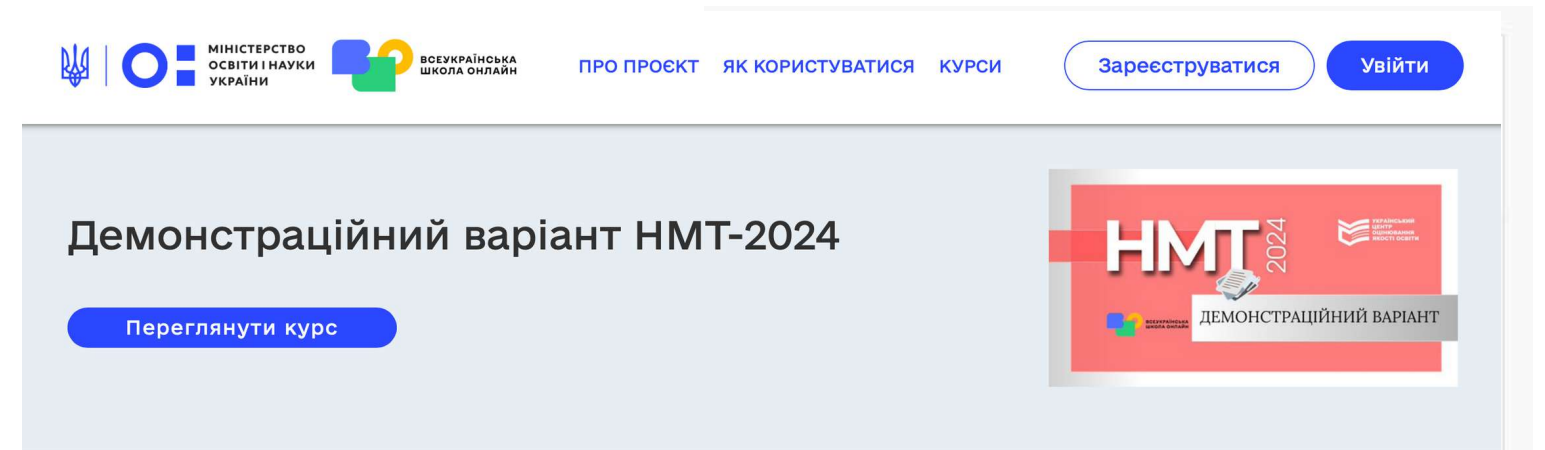 МІНІСТЕРСТВО
ОСВІТИ І НАУКИ
УКРАЇНИ
ВСЕУКРАЇНСЬКА
ШКОЛА ОНЛАЙН
ПРО ПРОЄКТ ЯК КОРИСТУВАТИСЯ КУРСИ
Зареєструватися Увійти
Демонстраційний варіант НМТ-2024
Переглянути курс
НМТ 2024
УКРАЇНСЬКИЙ
ЦЕНТР
ОЦІНЮВАННЯ
ЯКОСТІ ОСВІТИ
ВСЕУКРАЇНСЬКА
ШКОЛА ОНЛАЙН
ДЕМОНСТРАЦІЙНИЙ ВАРІАНТ